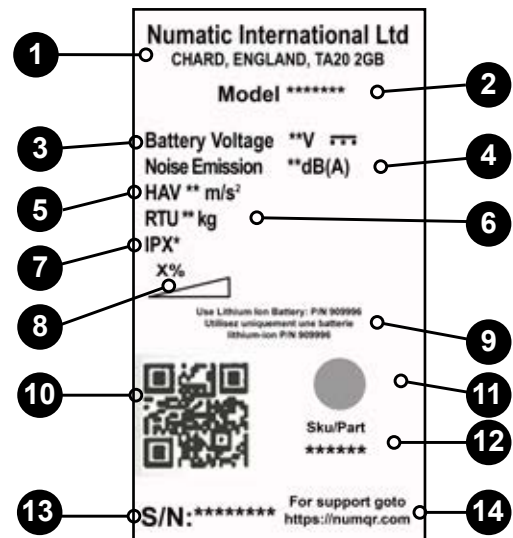 Numatic International Ltd
1
CHARD, ENGLAND, TA20 2GB
Model ******* 2
3 Battery Voltage **V
Noise Emission **dB(A) 4
5 HAV ** m/s²
RTU ** kg 6
7 IPX*
X%
8
Use Lithium Ion Battery: P/N 909996
Utilisez uniquement une batterie
lithium-ion P/N 909996
9
10
11
Sku/Part
****** 12
13 S/N:********
For support goto
https://numqr.com 14